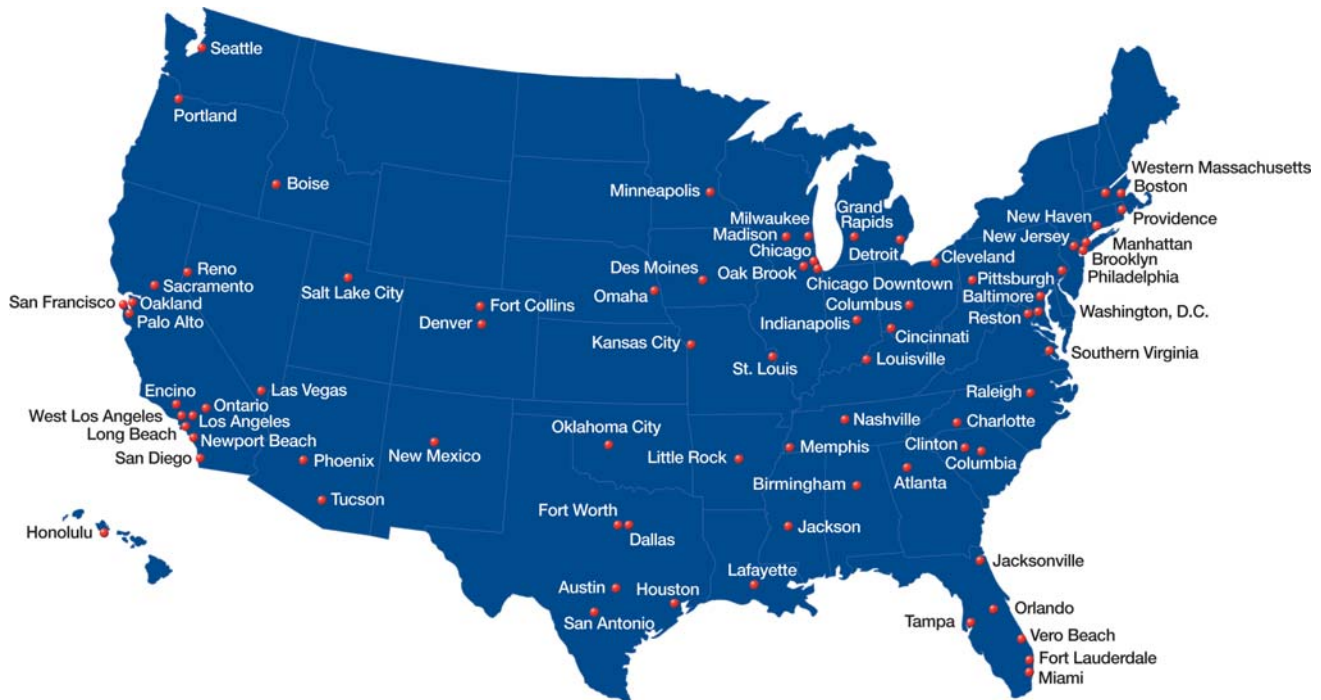 Seattle
Portland
Boise
Minneapolis
Milwaukee
Madison
Chicago
Oak Brook
Grand
Rapids
Detroit
Chicago Downtown
Cleveland
Western Massachusetts
Boston
Providence
New Haven
New Jersey
Manhattan
Brooklyn
Philadelphia
Pittsburgh
Baltimore
Reston
Washington, D.C.
Southern Virginia
Reno
Sacramento
San Francisco
Oakland
Palo Alto
Salt Lake City
Fort Collins
Denver
Des Moines
Omaha
Kansas City
St. Louis
Columbus
Indianapolis
Cincinnati
Louisville
Raleigh
Charlotte
Las Vegas
Encino
Ontario
West Los Angeles
Los Angeles
Long Beach
Newport Beach
San Diego
Phoenix
Tucson
New Mexico
Oklahoma City
Little Rock
Nashville
Memphis
Clinton
Columbia
Atlanta
Birmingham
Jackson
Honolulu
Fort Worth
Dallas
Austin
Houston
San Antonio
Lafayette
Jacksonville
Orlando
Tampa
Vero Beach
Fort Lauderdale
Miami